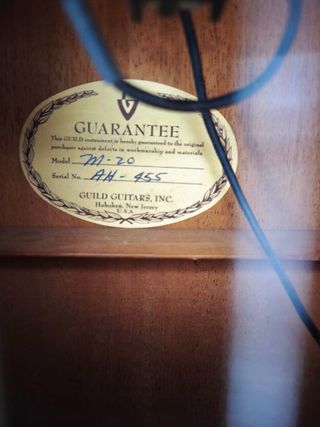 G
GUARANTEE
This GUILD instrument is hereby guaranteed to the original
purchaser against defects in workmanship and materials.
Model M-20
Serial No. AH-455
GUILD GUITARS, INC.
Hoboken, New Jersey
U.S.A.